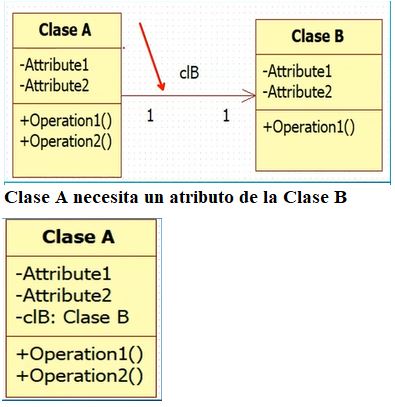 Clase A
-Attribute1
-Attribute2
+Operation1()
+Operation2()
clB
1
1
Clase B
-Attribute1
-Attribute2
+Operation1()
Clase A necesita un atributo de la Clase B
Clase A
-Attribute1
-Attribute2
-clB: Clase B
+Operation1()
+Operation2()